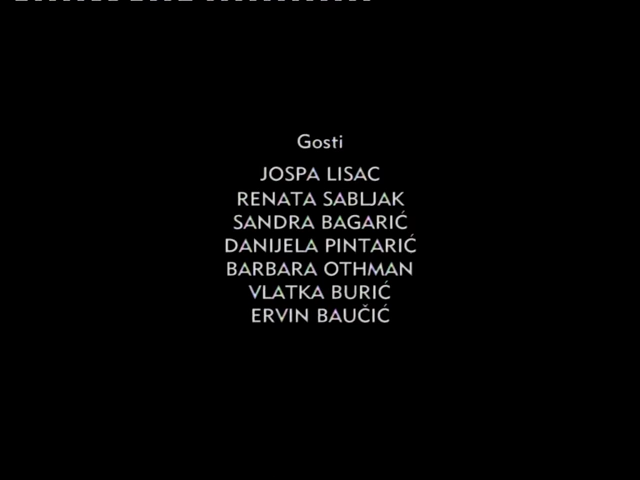 Gosti
JOSPA LISAC
RENATA SABLJAK
SANDRA BAGARIĆ
DANIJELA PINTARIĆ
BARBARA OTHMAN
VLATKA BURIĆ
ERVIN BAUČIĆ